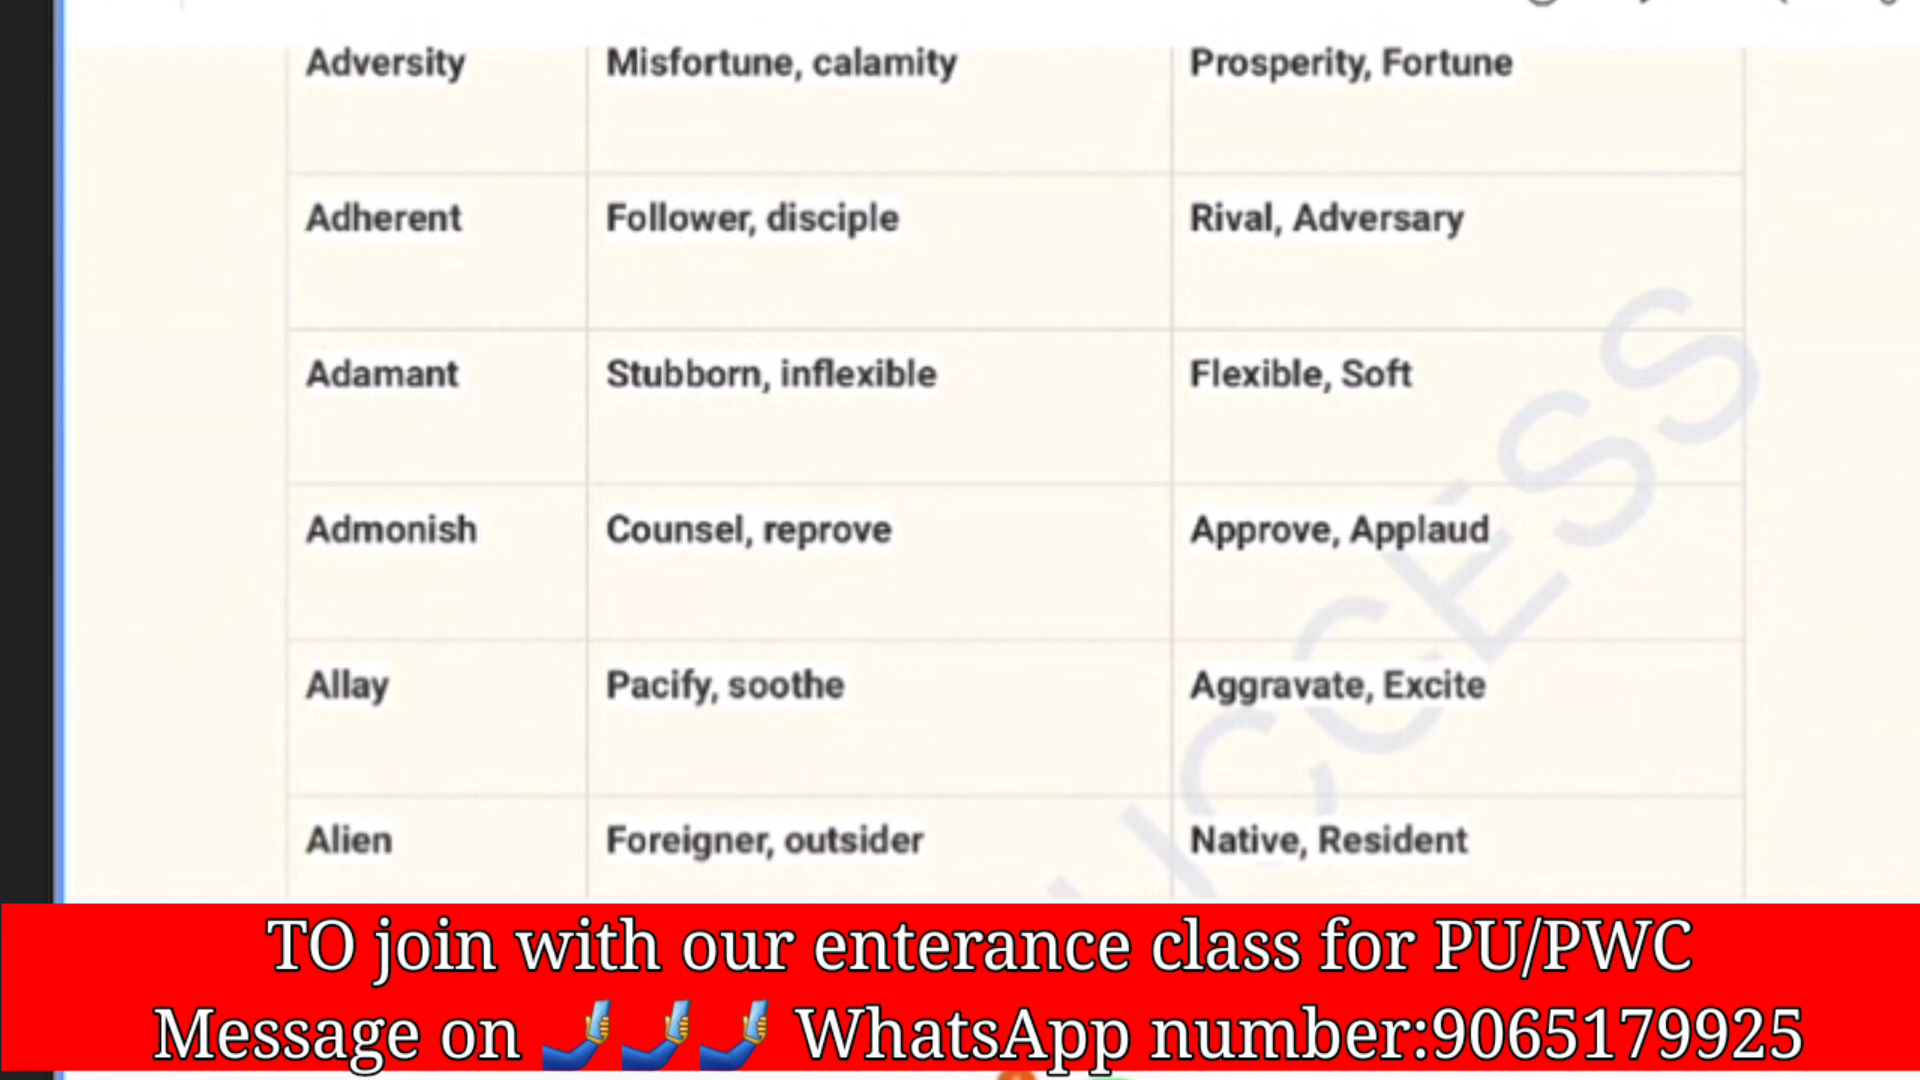 Adversity Misfortune, calamity Prosperity, Fortune
Adherent Follower, disciple Rival, Adversary
Adamant Stubborn, inflexible Flexible, Soft
Admonish Counsel, reprove Approve, Applaud
Allay Pacify, soothe Aggravate, Excite
Alien Foreigner, outsider Native, Resident
TO join with our enterance class for PU/PWC
Message on 🤳🤳🤳 WhatsApp number:9065179925